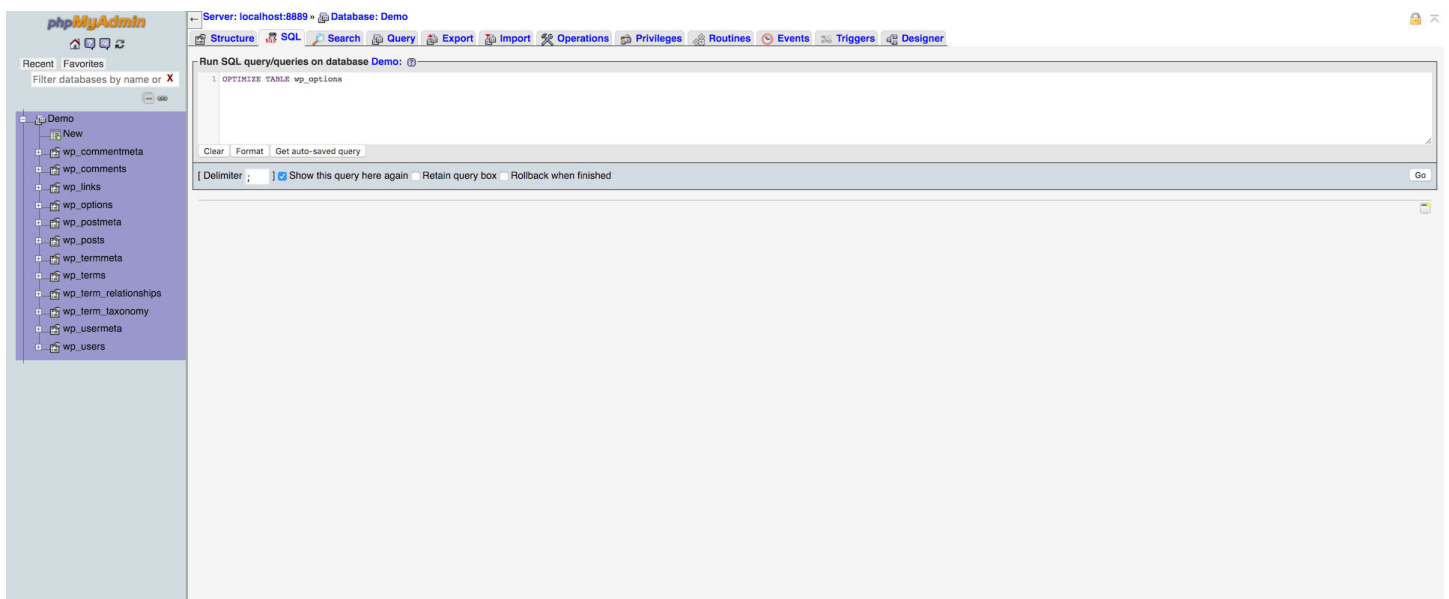 phpMyAdmin
Recent Favorites
Filter databases by name or X
Demo
New
wp_commentmeta
wp_comments
wp_links
wp_options
wp_postmeta
wp_posts
wp_termmeta
wp_terms
wp_term_relationships
wp_term_taxonomy
wp_usermeta
wp_users
Server: localhost:8889 » Database: Demo
Structure SQL Search Query Export Import Operations Privileges Routines Events Triggers Designer
Run SQL query/queries on database Demo:
1 OPTIMIZE TABLE wp_options
Clear Format Get auto-saved query
[ Delimiter ; ] Show this query here again Retain query box Rollback when finished Go